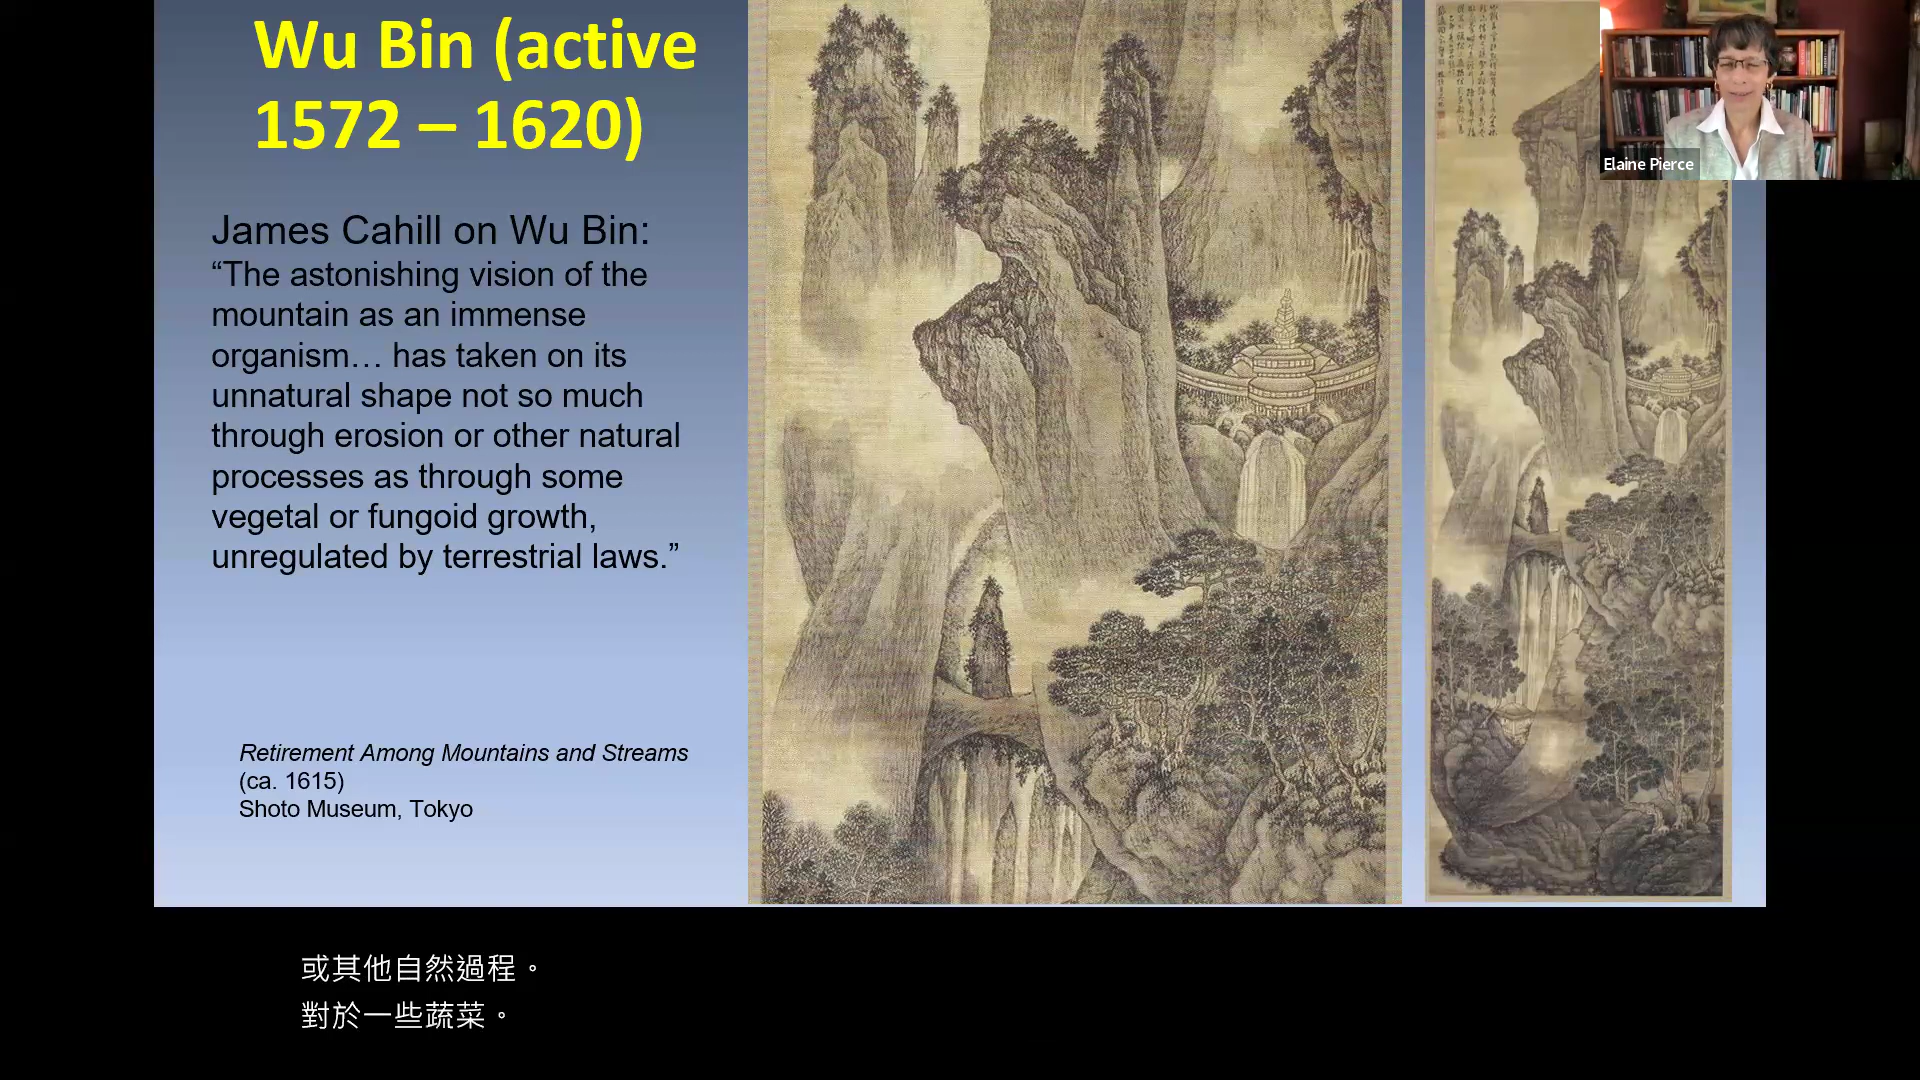 Wu Bin (active
1572 – 1620)
James Cahill on Wu Bin:
“The astonishing vision of the
mountain as an immense
organism… has taken on its
unnatural shape not so much
through erosion or other natural
processes as through some
vegetal or fungoid growth,
unregulated by terrestrial laws.”
Retirement Among Mountains and Streams
(ca. 1615)
Shoto Museum, Tokyo
Elaine Pierce
或其他自然過程。
對於一些蔬菜。